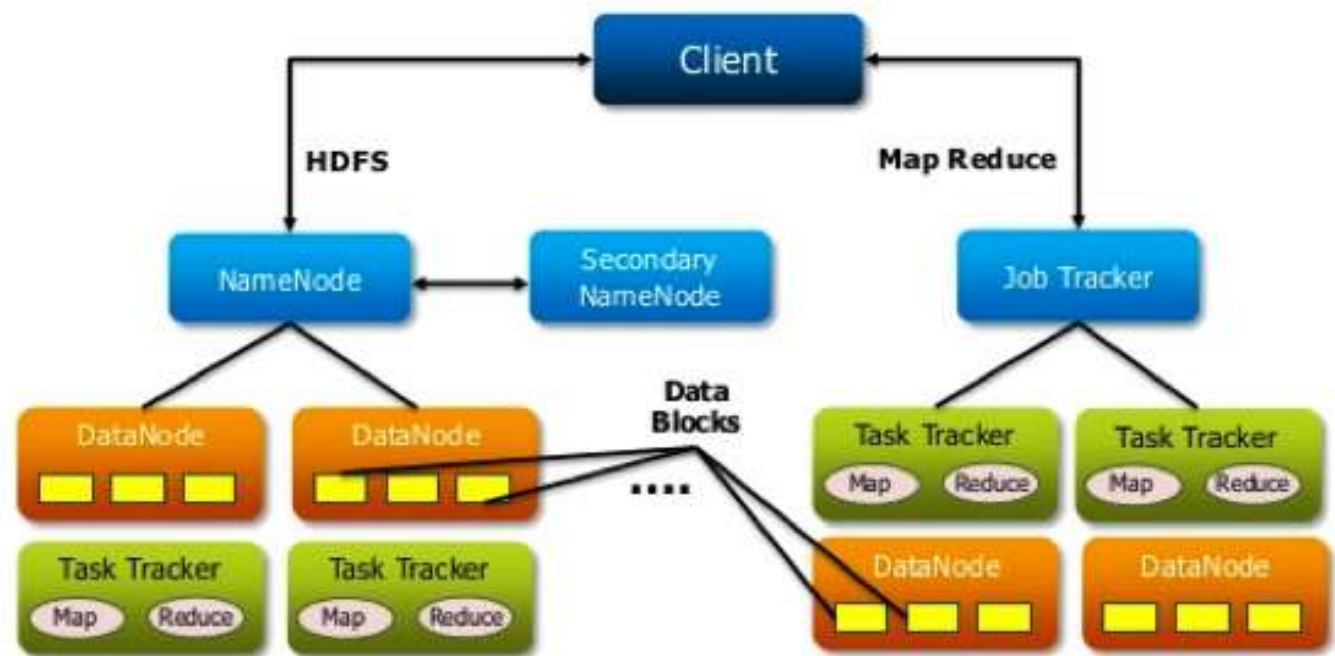 Client
HDFS
Map Reduce
NameNode
Secondary
NameNode
Job Tracker
DataNode
DataNode
Data
Blocks
....
Task Tracker
Map
Reduce
Task Tracker
Map
Reduce
Task Tracker
Map
Reduce
Task Tracker
Map
Reduce
DataNode
DataNode